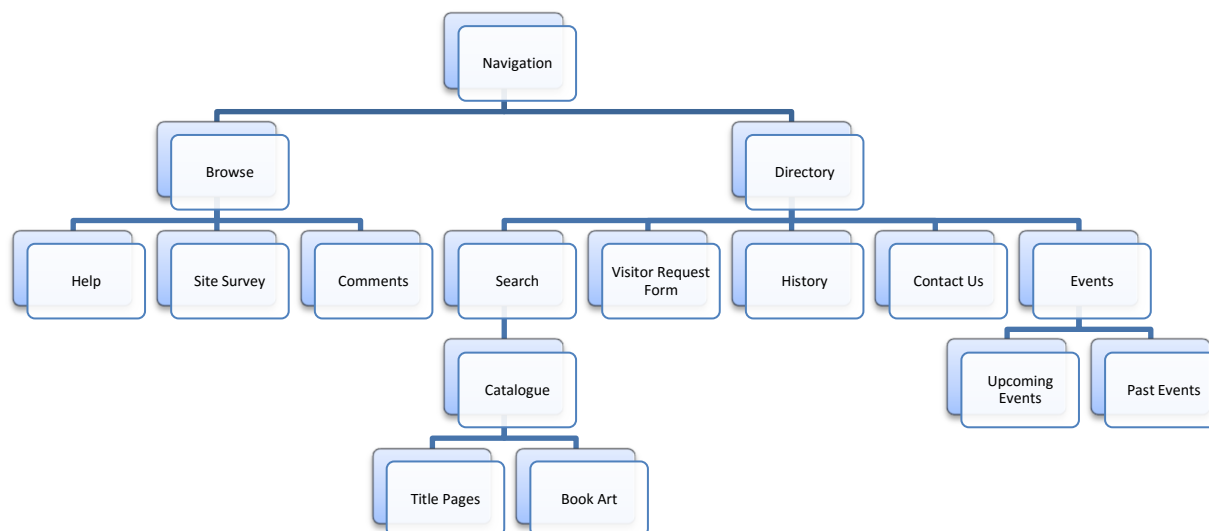 Navigation
Browse
Directory
Help
Site Survey
Comments
Search
Visitor Request
Form
History
Contact Us
Events
Catalogue
Upcoming
Events
Past Events
Title Pages
Book Art